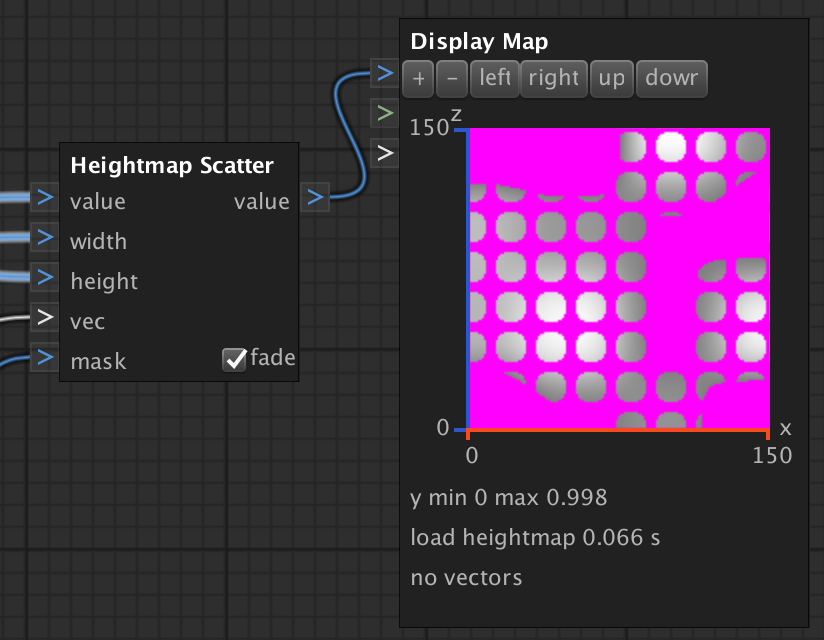 Heightmap Scatter
value value
width
height
vec
mask fade
Display Map
+ - left right up dowr
z
150
0
x
0 150
y min 0 max 0.998
load heightmap 0.066 s
no vectors